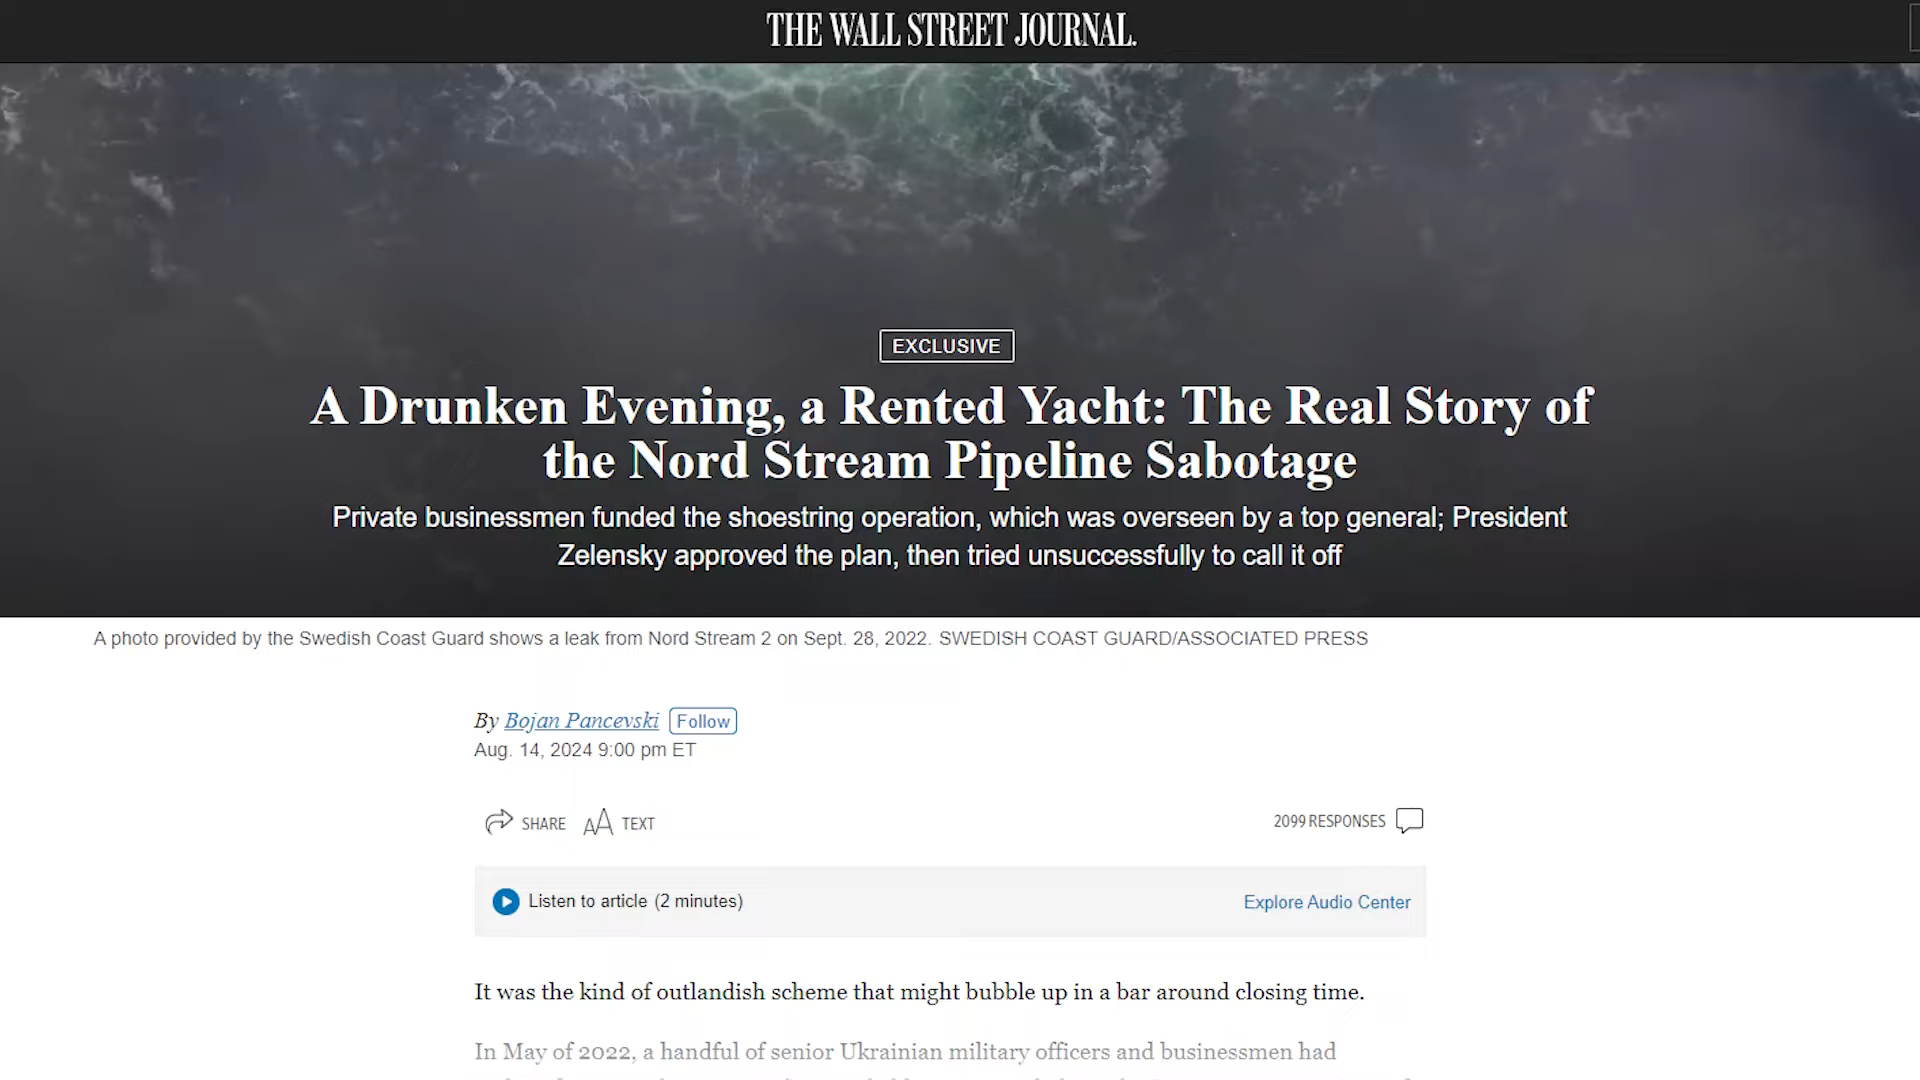 THE WALL STREET JOURNAL.
EXCLUSIVE
A Drunken Evening, a Rented Yacht: The Real Story of
the Nord Stream Pipeline Sabotage
Private businessmen funded the shoestring operation, which was overseen by a top general; President
Zelensky approved the plan, then tried unsuccessfully to call it off
A photo provided by the Swedish Coast Guard shows a leak from Nord Stream 2 on Sept. 28, 2022. SWEDISH COAST GUARD/ASSOCIATED PRESS
By Bojan Pancevski Follow
Aug. 14, 2024 9:00 pm ET
SHARE AA TEXT 2099 RESPONSES
Listen to article (2 minutes) Explore Audio Center
It was the kind of outlandish scheme that might bubble up in a bar around closing time.
In May of 2022, a handful of senior Ukrainian military officers and businessmen had